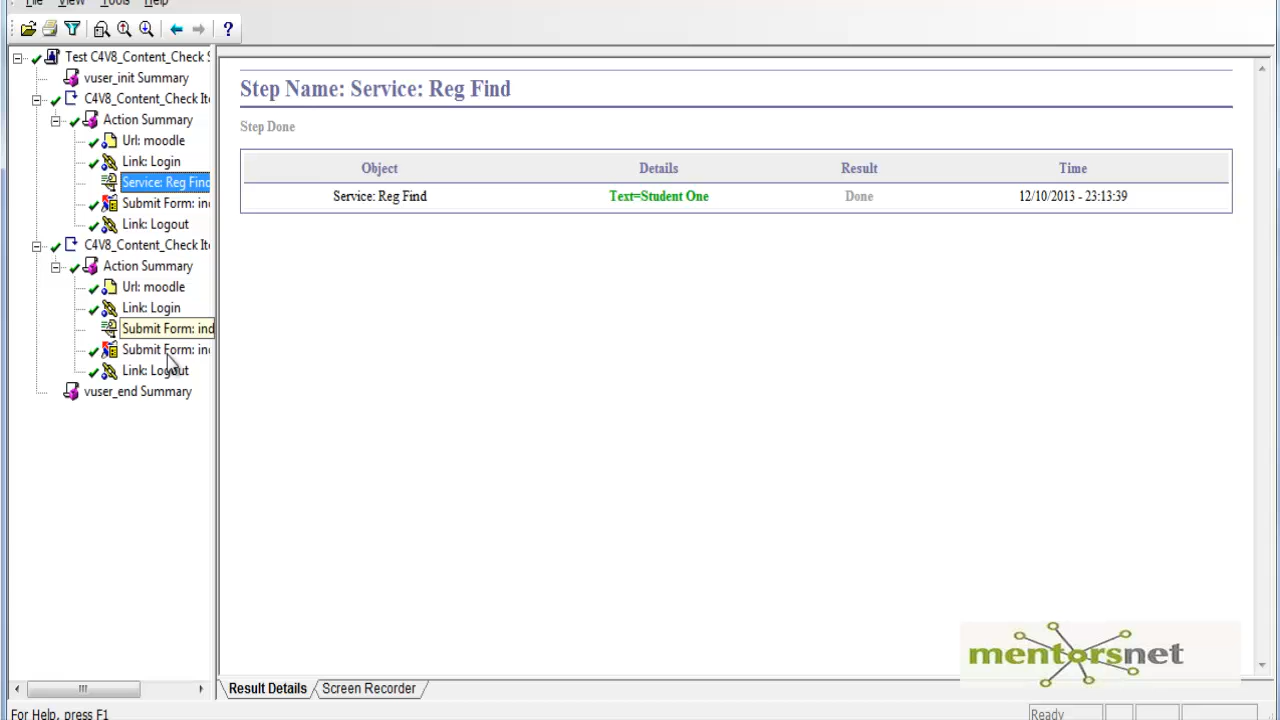 File View Tools Help
?
Test C4V8_Content_Check S
vuser_init Summary
C4V8_Content_Check Ite
Action Summary
Url: moodle
Link: Login
Service: Reg Find
Submit Form: in
Link: Logout
C4V8_Content_Check Ite
Action Summary
Url: moodle
Link: Login
Submit Form: ind
Submit Form: in
Link: Logout
vuser_end Summary
Step Name: Service: Reg Find
Step Done
Object Details Result Time
Service: Reg Find Text=Student One Done 12/10/2013 - 23:13:39
mentorsnet
Result Details Screen Recorder
For Help, press F1
Ready